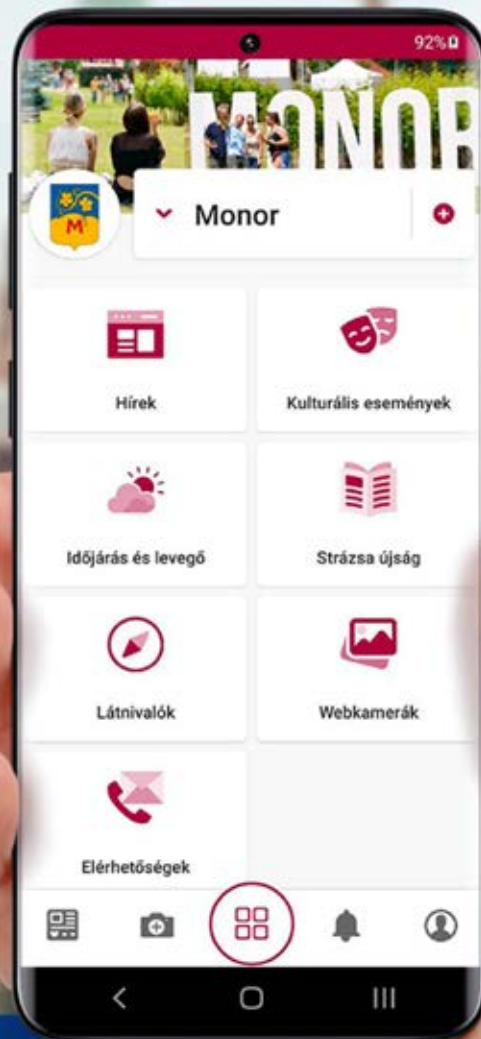 92%
MONOR
M
Monor
Hírek
Kulturális események
Időjárás és levegő
Strázsa újság
Látnivalók
Webkamerák
Elérhetőségek